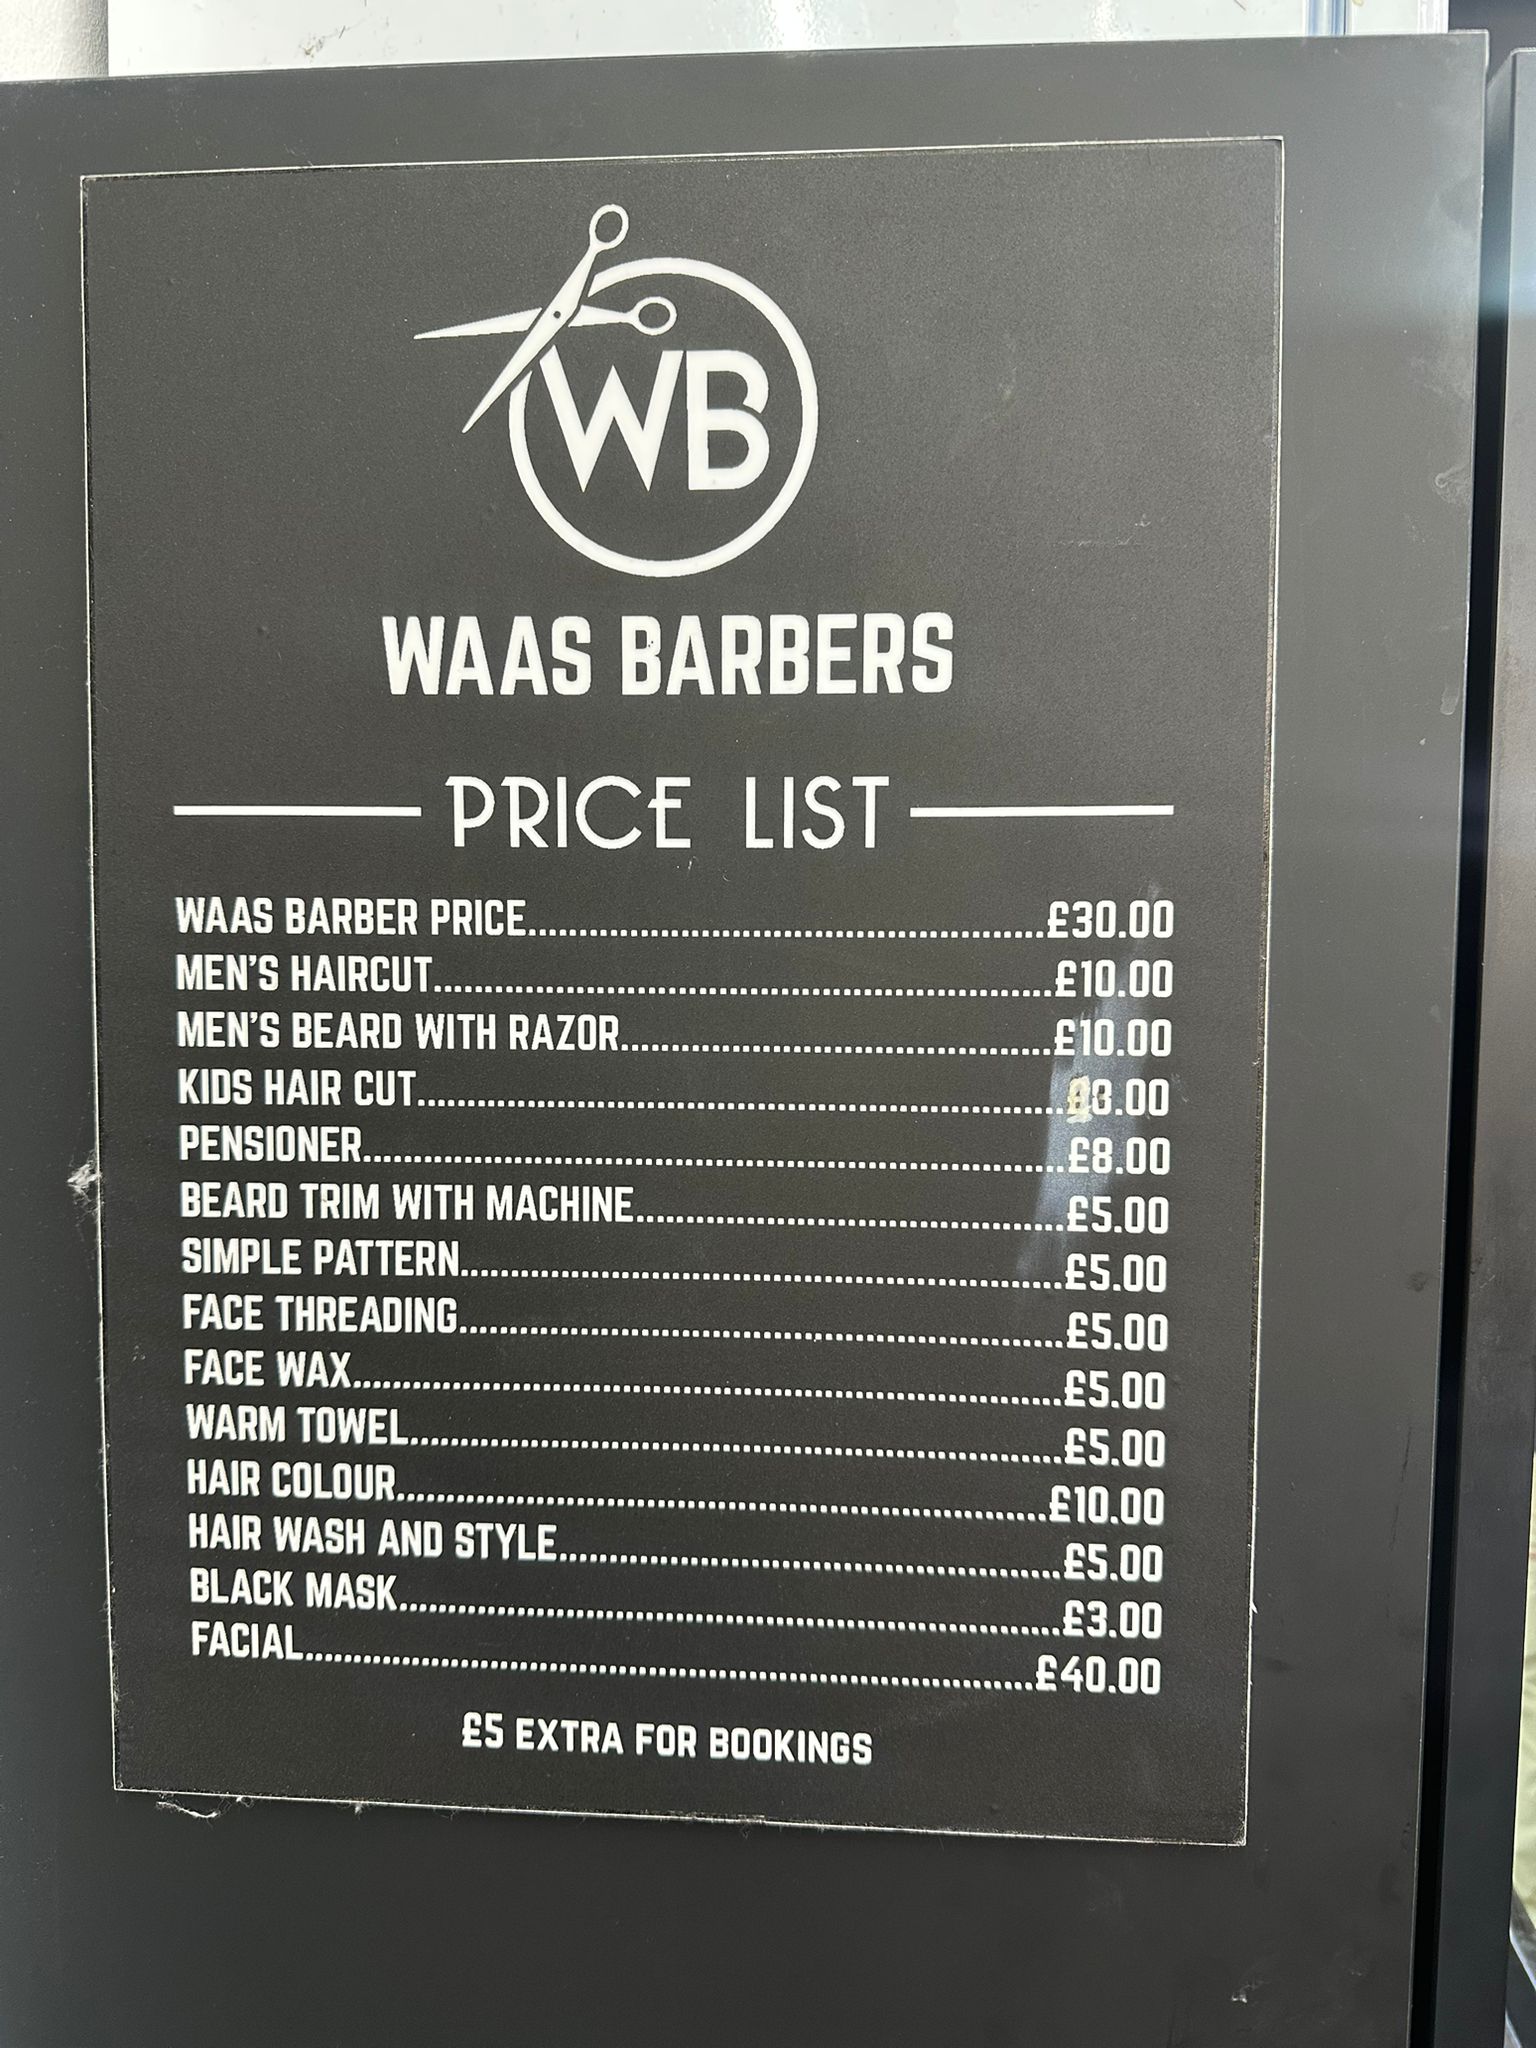 WB
WAAS BARBERS
PRICE LIST
WAAS BARBER PRICE..................................................£30.00
MEN'S HAIRCUT..................................................£10.00
MEN'S BEARD WITH RAZOR..................................................£10.00
KIDS HAIR CUT..................................................£8.00
PENSIONER..................................................£8.00
BEARD TRIM WITH MACHINE..................................................£5.00
SIMPLE PATTERN..................................................£5.00
FACE THREADING..................................................£5.00
FACE WAX..................................................£5.00
WARM TOWEL..................................................£5.00
HAIR COLOUR..................................................£10.00
HAIR WASH AND STYLE..................................................£5.00
BLACK MASK..................................................£3.00
FACIAL..................................................£40.00
£5 EXTRA FOR BOOKINGS